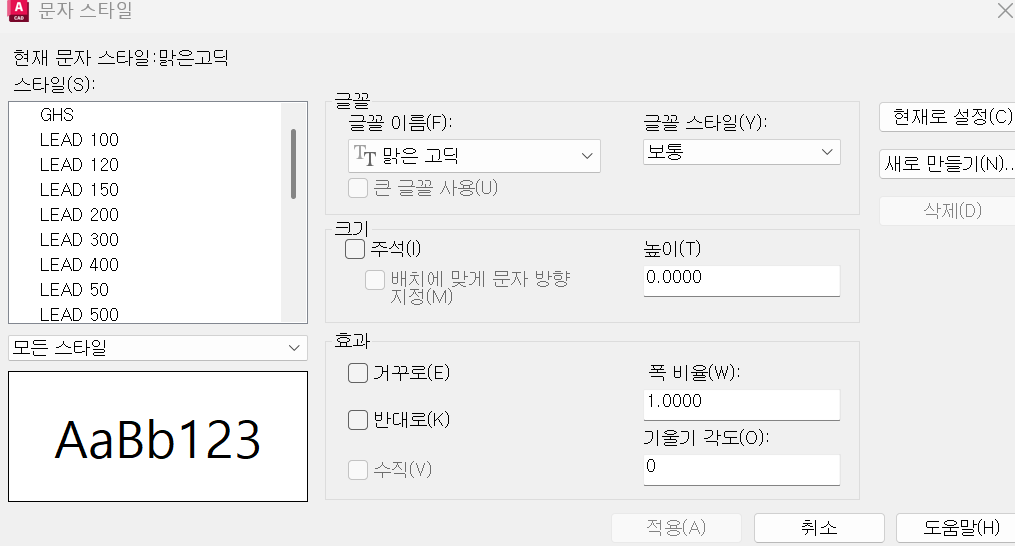 A
CAD
문자 스타일
현재 문자 스타일:맑은고딕
스타일(S):
GHS
LEAD 100
LEAD 120
LEAD 150
LEAD 200
LEAD 300
LEAD 400
LEAD 50
LEAD 500
모든 스타일
AaBb123
글꼴
글꼴 이름(F):
맑은 고딕
큰 글꼴 사용(U)
글꼴 스타일(Y):
보통
크기
주석(I)
배치에 맞게 문자 방향
지정(M)
높이(T)
0.0000
효과
거꾸로(E)
반대로(K)
수직(V)
폭 비율(W):
1.0000
기울기 각도(O):
0
현재로 설정(C)
새로 만들기(N)..
삭제(D)
적용(A)
취소
도움말(H)